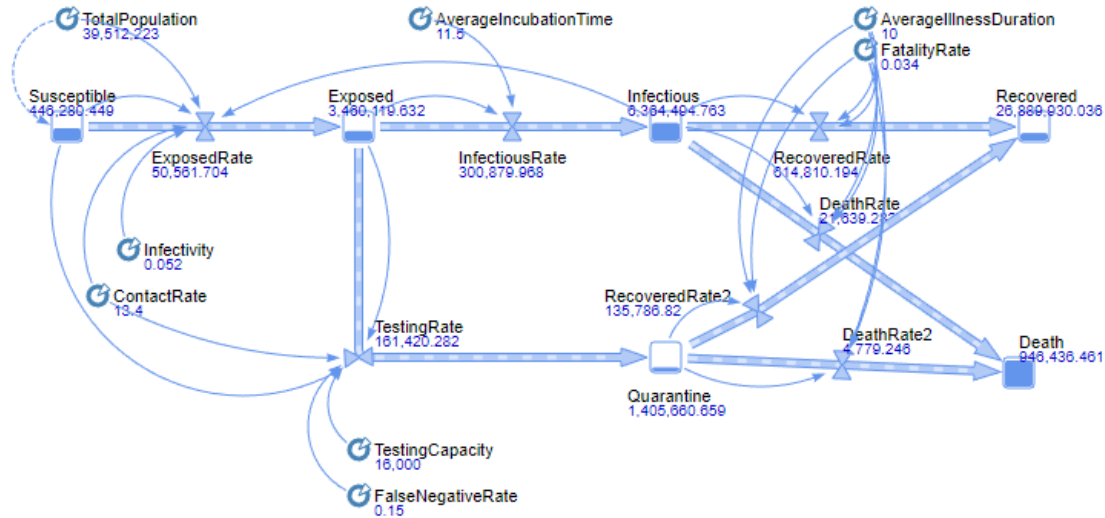 TotalPopulation
39,512,223
AverageIncubationTime
11.5
AverageIllnessDuration
10
FatalityRate
0.034
Susceptible
446,280.449
Exposed
3,460,119.632
Infectious
6,364,494.763
Recovered
26,889,930.036
ExposedRate
50,561.704
InfectiousRate
300,879.968
RecoveredRate
614,810.194
DeathRate
Infectivity
0.052
ContactRate
13.4
RecoveredRate2
135,786.82
TestingRate
161,420.282
DeathRate2
4,779.246
Death
946,436.461
Quarantine
1,405,660.659
TestingCapacity
16,000
FalseNegativeRate
0.15